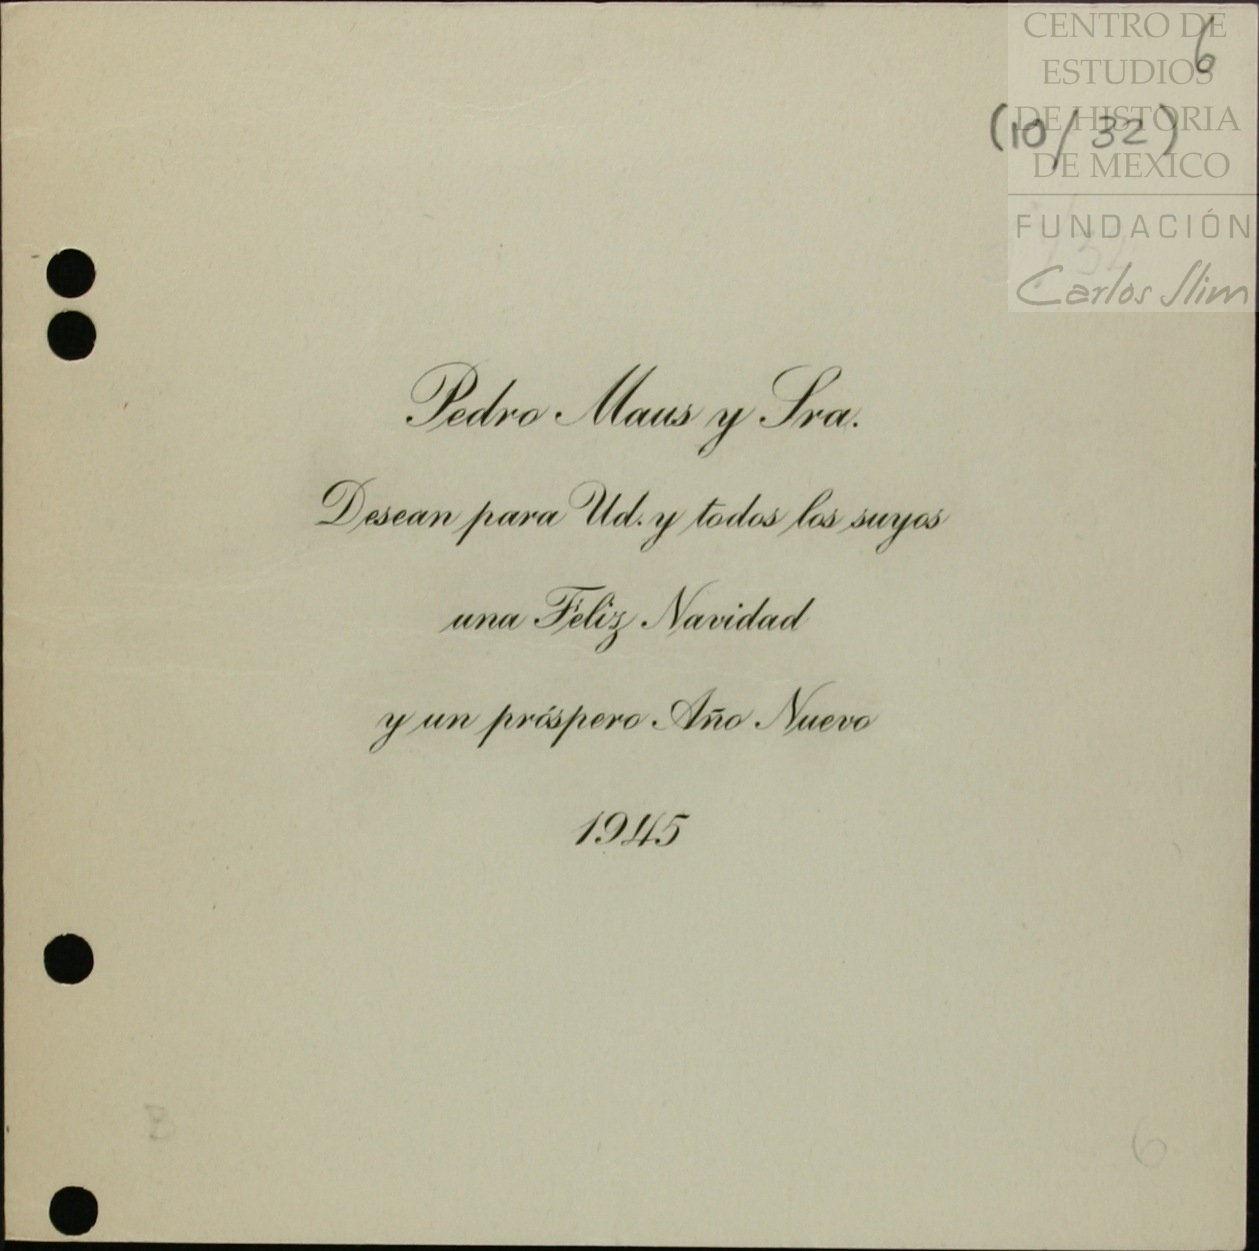 CENTRO DE
ESTUDIOS
DE HISTORIA
DE MEXICO
FUNDACIÓN
Carlos Slim
6
(10/32)
Pedro Maus y Sra.
Desean para Ud. y todos los suyos
una Feliz Navidad
y un próspero Año Nuevo
1945
B
6